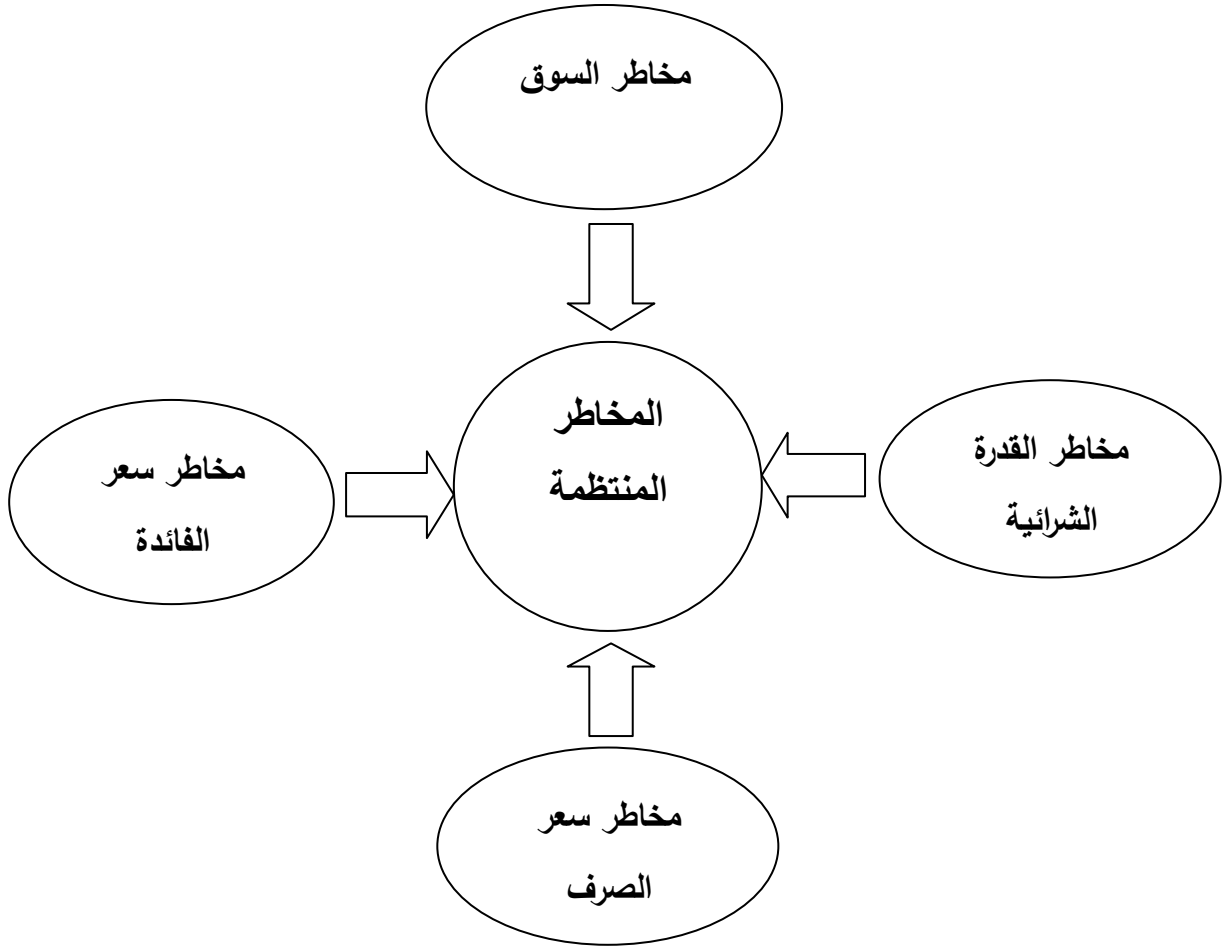 مخاطر السوق
المخاطر
المنتظمة
مخاطر القدرة
الشرائية
مخاطر سعر
الفائدة
مخاطر سعر
الصرف